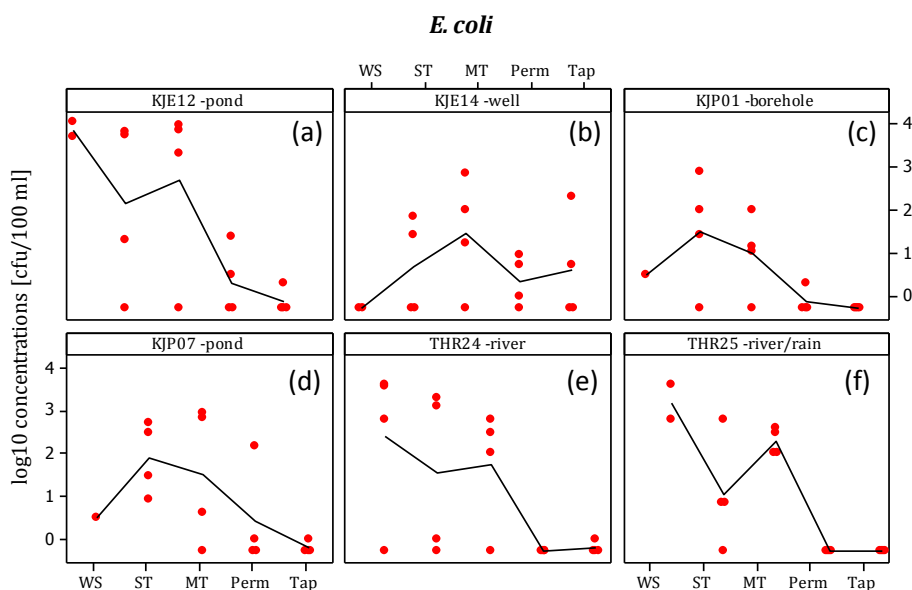 E. coli
WS ST MT Perm Tap
KJE12 -pond KJE14 -well KJP01 -borehole
(a) (b) (c)
4
3
2
1
0
log10 concentrations [cfu/100 ml]
KJP07 -pond THR24 -river THR25 -river/rain
(d) (e) (f)
4
3
2
1
0
WS ST MT Perm Tap WS ST MT Perm Tap